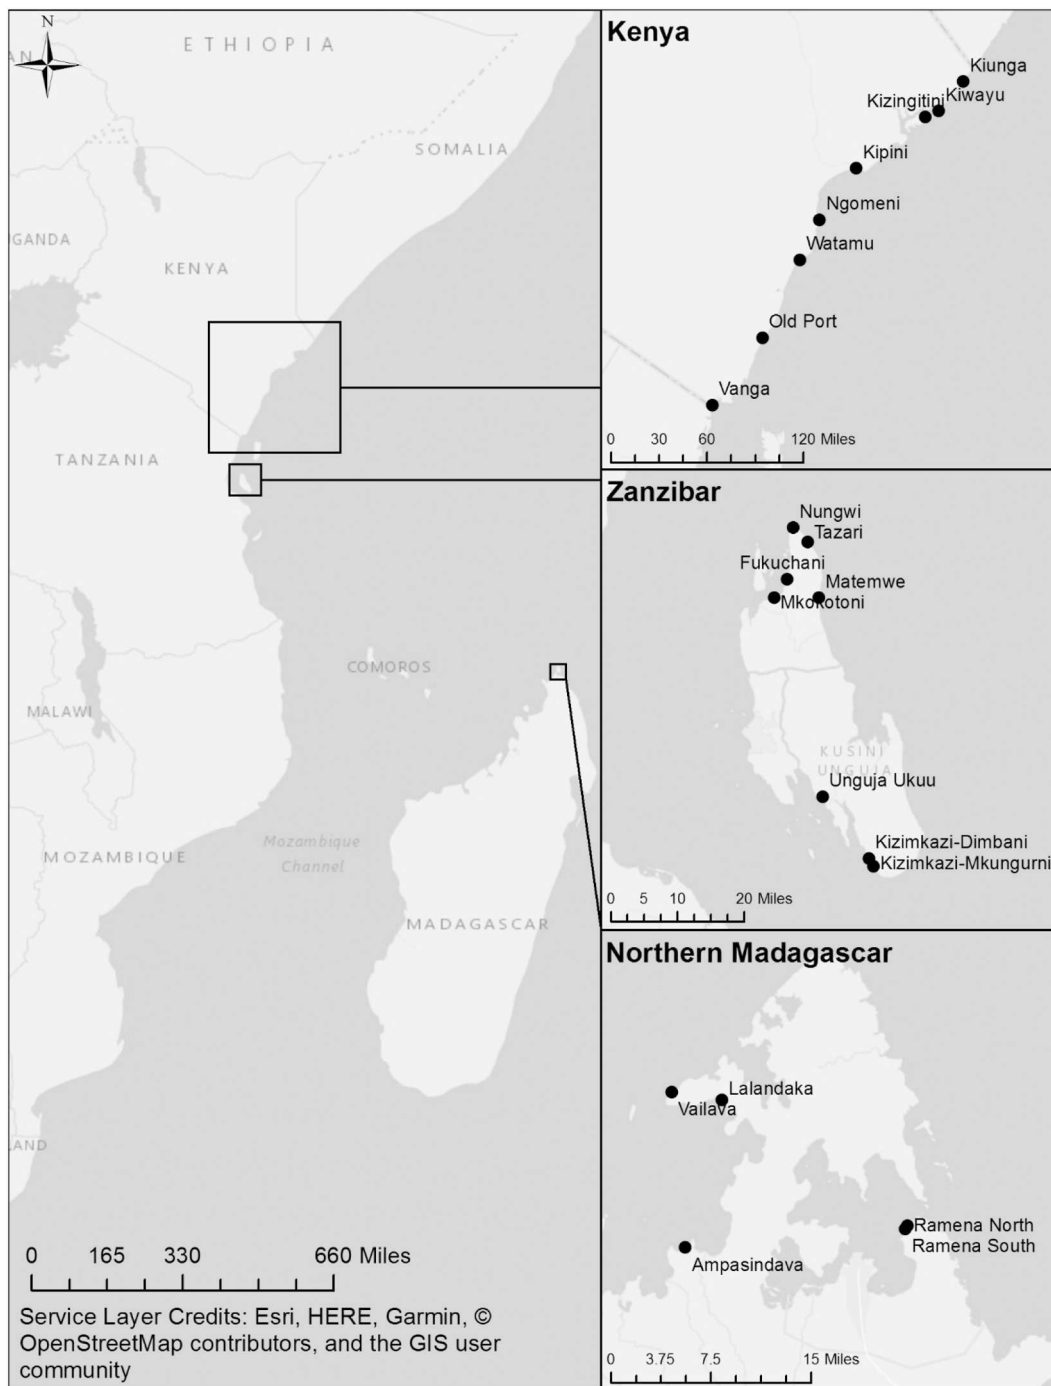 N
ETHIOPIA
AN
SOMALIA
UGANDA
KENYA
TANZANIA
COMOROS
MALAWI
Mozambique
Channel
MOZAMBIQUE
MADAGASCAR
LAND
0 165 330 660 Miles
Service Layer Credits: Esri, HERE, Garmin, ©
OpenStreetMap contributors, and the GIS user
community
Kenya
Kiunga
Kiwayu
Kizingitini
Kipini
Ngomeni
Watamu
Old Port
Vanga
0 30 60 120 Miles
Zanzibar
Nungwi
Tazari
Fukuchani
Matemwe
Mkokotoni
KUSINI
UNGUJA
Unguja Ukuu
Kizimkazi-Dimbani
Kizimkazi-Mkungurni
0 5 10 20 Miles
Northern Madagascar
Lalandaka
Vailava
Ramena North
Ramena South
Ampasindava
0 3.75 7.5 15 Miles